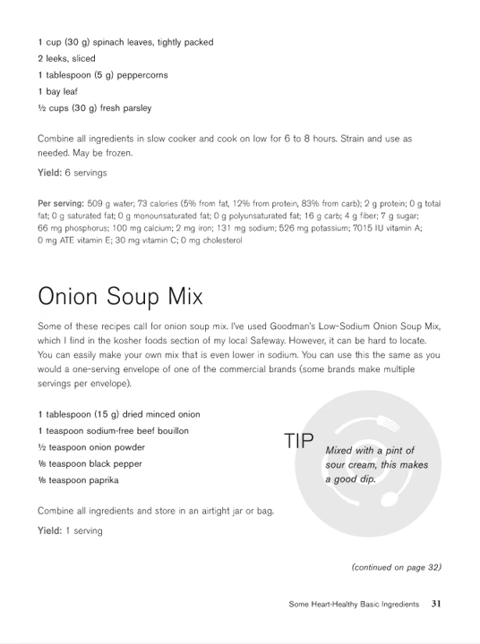 1 cup (30 g) spinach leaves, tightly packed
2 leeks, sliced
1 tablespoon (5 g) peppercorns
1 bay leaf
½ cups (30 g) fresh parsley
Combine all ingredients in slow cooker and cook on low for 6 to 8 hours. Strain and use as
needed. May be frozen.
Yield: 6 servings
Per serving: 509 g water; 73 calories (5% from fat, 12% from protein, 83% from carb); 2 g protein; 0 g total
fat; 0 g saturated fat; 0 g monounsaturated fat; 0 g polyunsaturated fat; 16 g carb; 4 g fiber; 7 g sugar;
66 mg phosphorus; 100 mg calcium; 2 mg iron; 131 mg sodium; 526 mg potassium; 7015 IU vitamin A;
0 mg ATE vitamin E; 30 mg vitamin C; 0 mg cholesterol
Onion Soup Mix
Some of these recipes call for onion soup mix. I've used Goodman's Low-Sodium Onion Soup Mix,
which I find in the kosher foods section of my local Safeway. However, it can be hard to locate.
You can easily make your own mix that is even lower in sodium. You can use this the same as you
would a one-serving envelope of one of the commercial brands (some brands make multiple
servings per envelope).
1 tablespoon (15 g) dried minced onion
1 teaspoon sodium-free beef bouillon
½ teaspoon onion powder
⅛ teaspoon black pepper
⅛ teaspoon paprika
TIP
Mixed with a pint of
sour cream, this makes
a good dip.
Combine all ingredients and store in an airtight jar or bag.
Yield: 1 serving
(continued on page 32)
Some Heart-Healthy Basic Ingredients 31